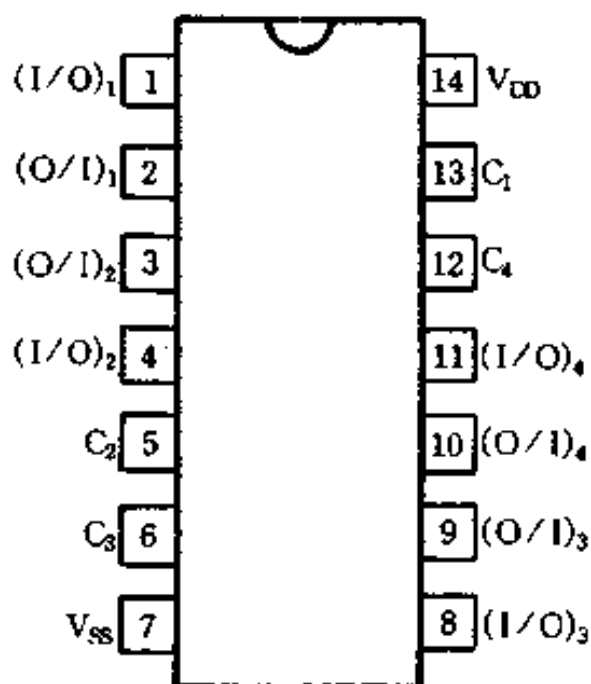 (I/O)₁ 1 14 V_DD
(O/I)₁ 2 13 C₁
(O/I)₂ 3 12 C₄
(I/O)₂ 4 11 (I/O)₄
C₂ 5 10 (O/I)₄
C₃ 6 9 (O/I)₃
V_SS 7 8 (I/O)₃